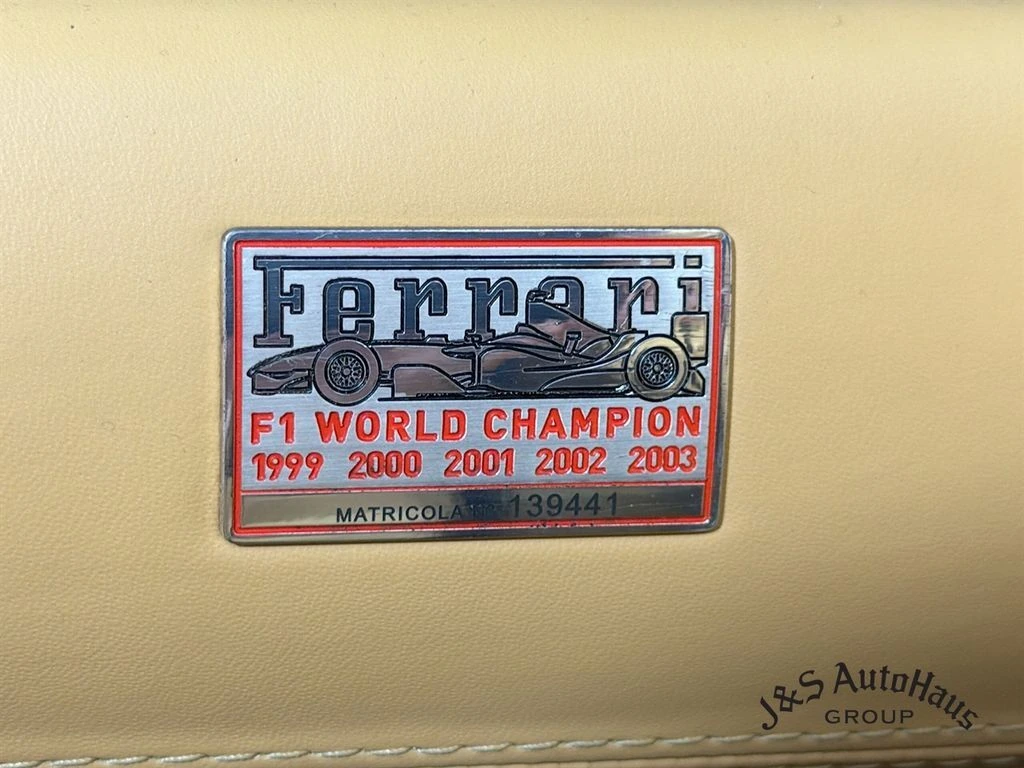 Ferrari
F1 WORLD CHAMPION
1999 2000 2001 2002 2003
MATRICOLA N° 139441
J&S AutoHaus
GROUP